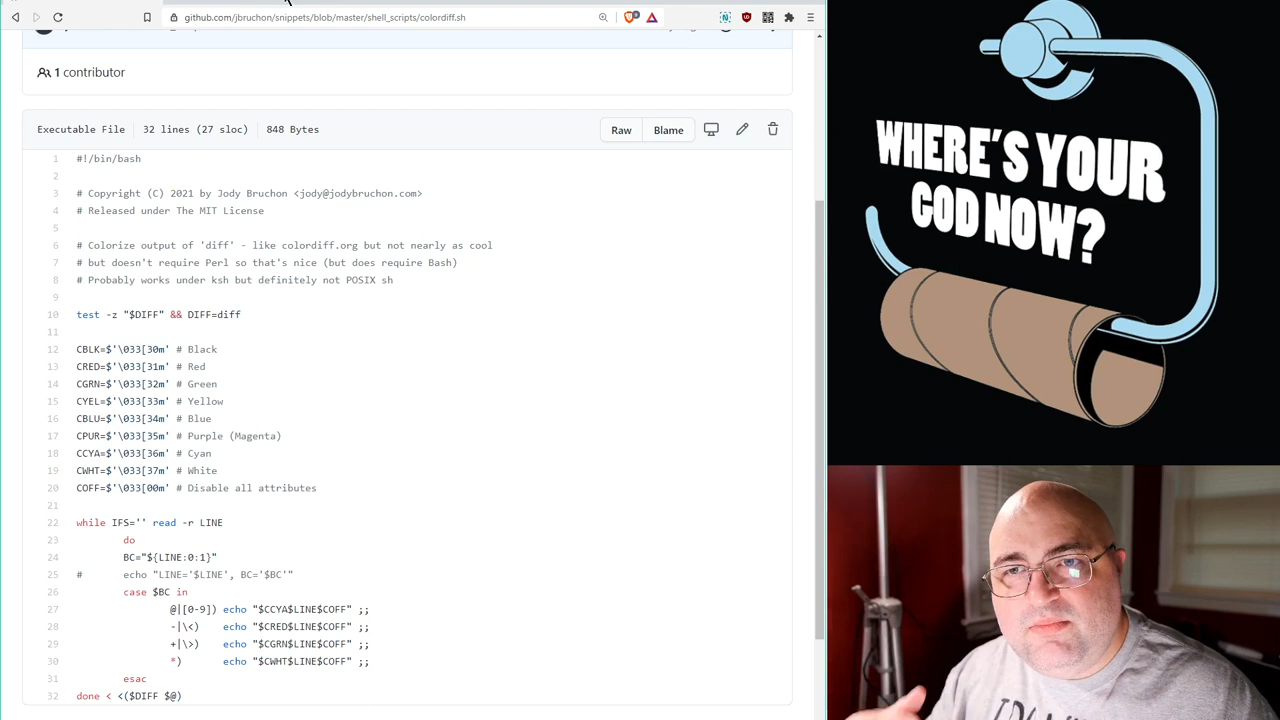 github.com/jbruchon/snippets/blob/master/shell_scripts/colordiff.sh
1 contributor
Executable File 32 lines (27 sloc) 848 Bytes
Raw Blame
1 #!/bin/bash
2
3 # Copyright (C) 2021 by Jody Bruchon <jody@jodybruchon.com>
4 # Released under The MIT License
5
6 # Colorize output of 'diff' - like colordiff.org but not nearly as cool
7 # but doesn't require Perl so that's nice (but does require Bash)
8 # Probably works under ksh but definitely not POSIX sh
9
10 test -z "$DIFF" && DIFF=diff
11
12 CBLK=$'\033[30m' # Black
13 CRED=$'\033[31m' # Red
14 CGRN=$'\033[32m' # Green
15 CYEL=$'\033[33m' # Yellow
16 CBLU=$'\033[34m' # Blue
17 CPUR=$'\033[35m' # Purple (Magenta)
18 CCYA=$'\033[36m' # Cyan
19 CWHT=$'\033[37m' # White
20 COFF=$'\033[00m' # Disable all attributes
21
22 while IFS='' read -r LINE
23 do
24 BC="${LINE:0:1}"
25 # echo "LINE='$LINE', BC='$BC'"
26 case $BC in
27 @|[0-9]) echo "$CCYA$LINE$COFF" ;;
28 -|\<) echo "$CRED$LINE$COFF" ;;
29 +|\>) echo "$CGRN$LINE$COFF" ;;
30 *) echo "$CWHT$LINE$COFF" ;;
31 esac
32 done < <($DIFF $@)
WHERE'S YOUR
GOD NOW?